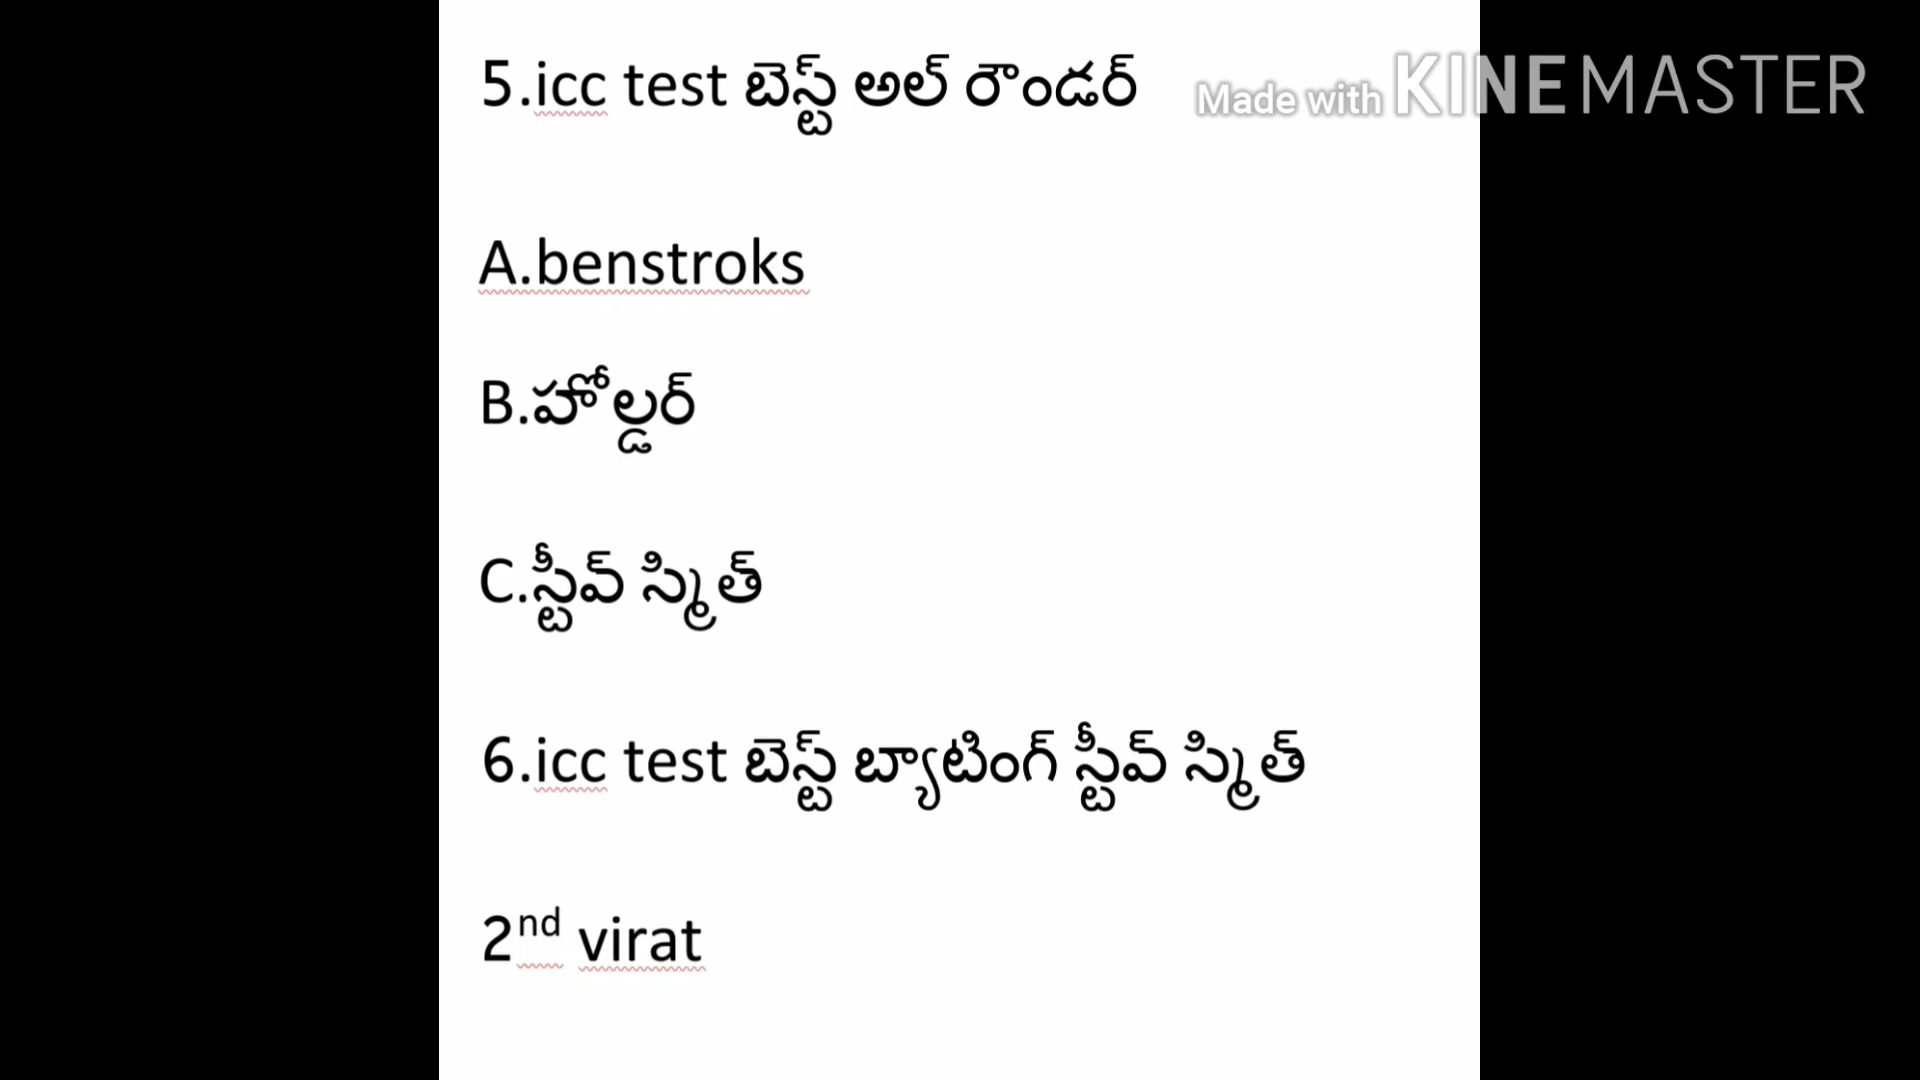 5.icc test బెస్ట్ అల్ రౌండర్
Made with KINEMASTER
A.benstroks
B.హోల్డర్
C.స్టీవ్ స్మిత్
6.icc test బెస్ట్ బ్యాటింగ్ స్టీవ్ స్మిత్
2nd virat